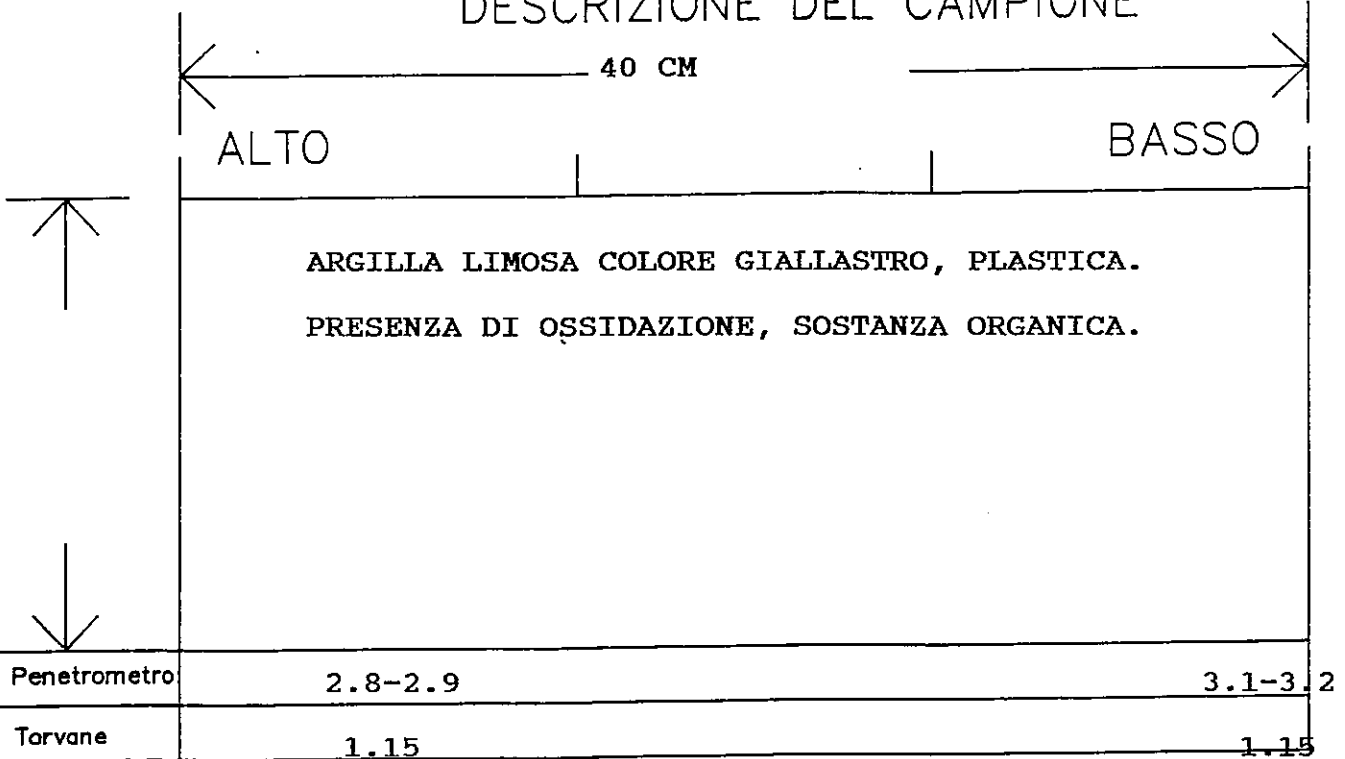 DESCRIZIONE DEL CAMPIONE
40 CM
ALTO BASSO
ARGILLA LIMOSA COLORE GIALLASTRO, PLASTICA.
PRESENZA DI OSSIDAZIONE, SOSTANZA ORGANICA.
Penetrometro 2.8-2.9 3.1-3.2
Torvane 1.15 1.15